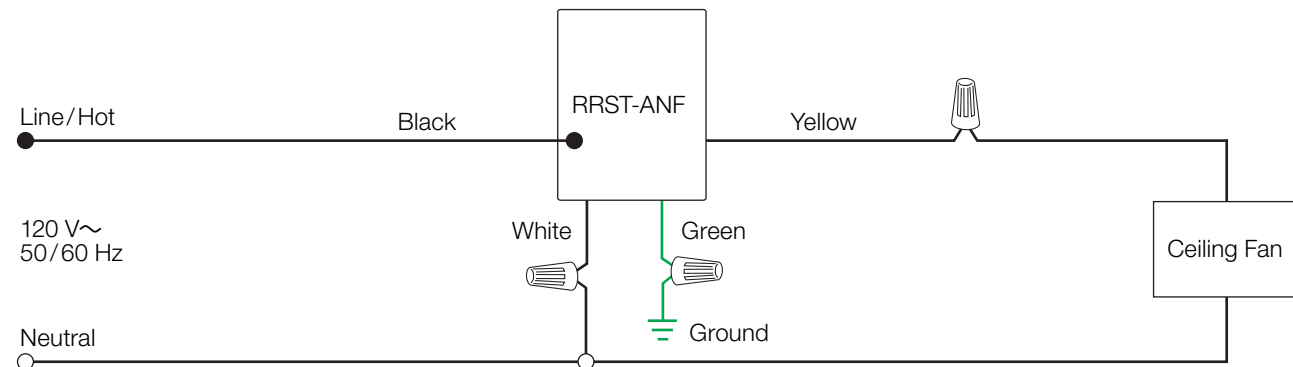 RRST-ANF
Line/Hot
Black
Yellow
120 V~
50/60 Hz
White
Green
Ceiling Fan
Neutral
Ground